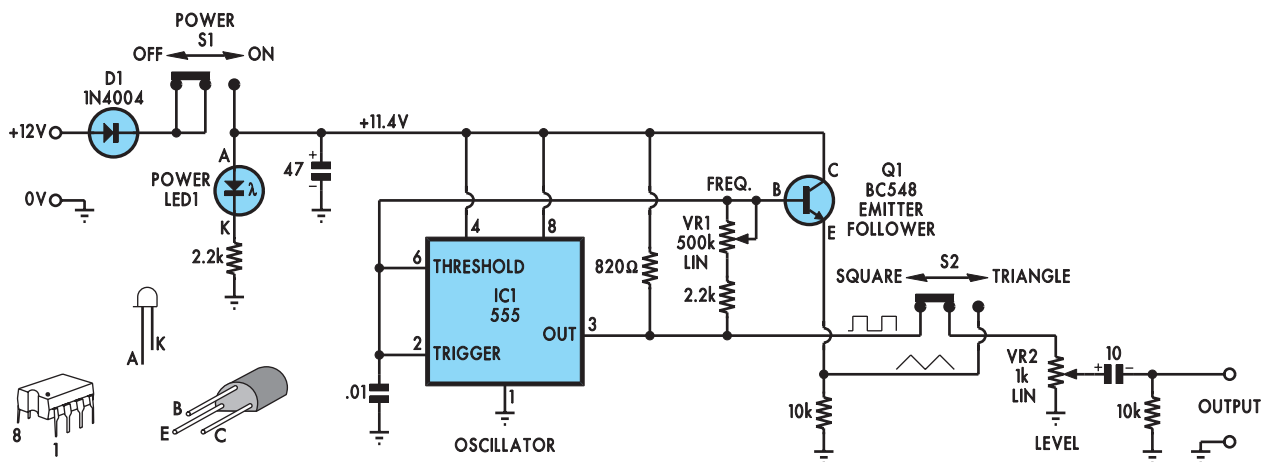 POWER
S1
OFF ON
D1
1N4004
+12V
+11.4V
A
POWER
LED1
λ
K
2.2k
47
+
–
0V
4
8
6
THRESHOLD
IC1
555
OUT
3
2
TRIGGER
1
.01
OSCILLATOR
820Ω
FREQ.
VR1
500k
LIN
2.2k
B
C
E
Q1
BC548
EMITTER
FOLLOWER
S2
SQUARE TRIANGLE
10k
VR2
1k
LIN
LEVEL
10
+ –
10k
OUTPUT
A K
8 1
B
E C